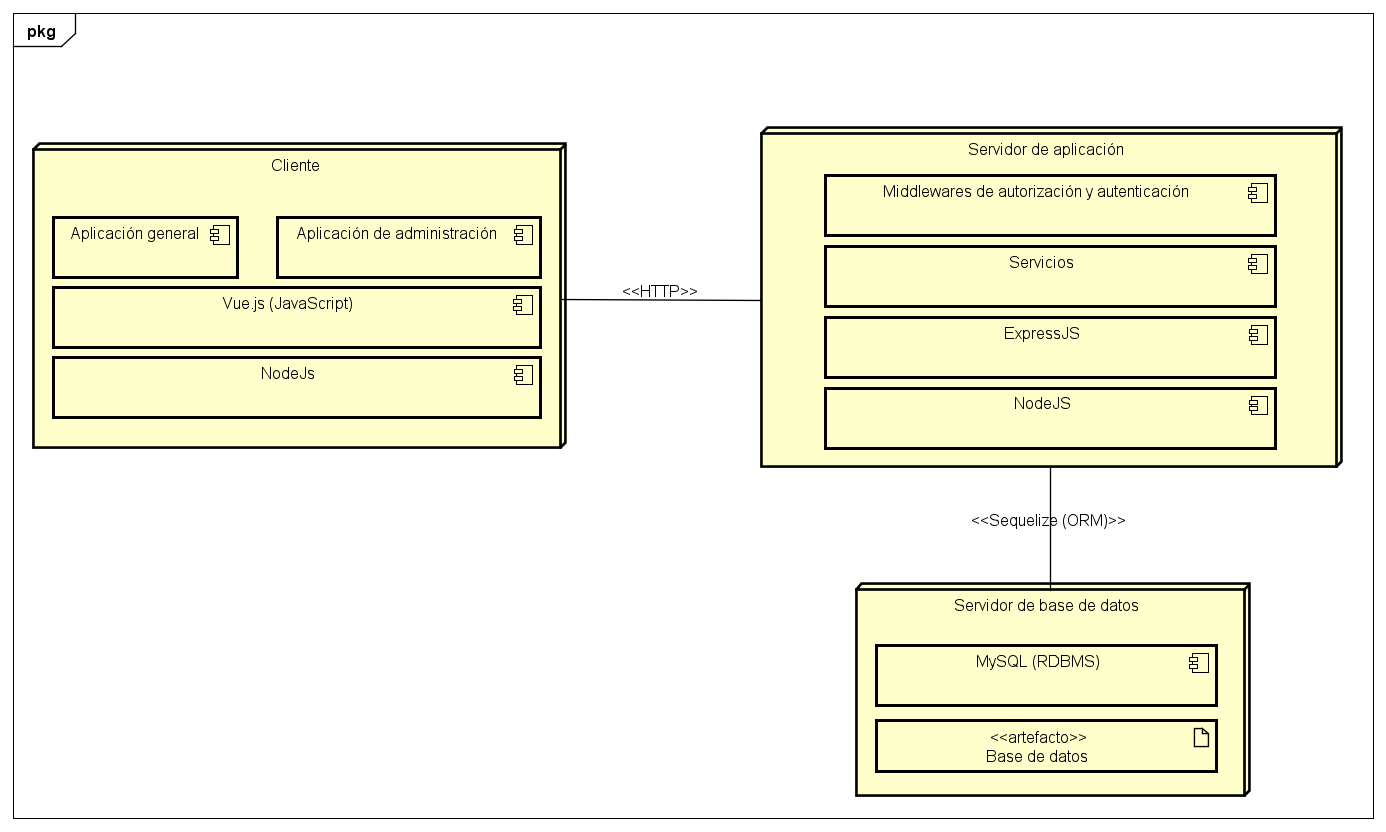 pkg
Cliente
Aplicación general
Aplicación de administración
Vue.js (JavaScript)
NodeJs
<<HTTP>>
Servidor de aplicación
Middlewares de autorización y autenticación
Servicios
ExpressJS
NodeJS
<<Sequelize (ORM)>>
Servidor de base de datos
MySQL (RDBMS)
<<artefacto>>
Base de datos